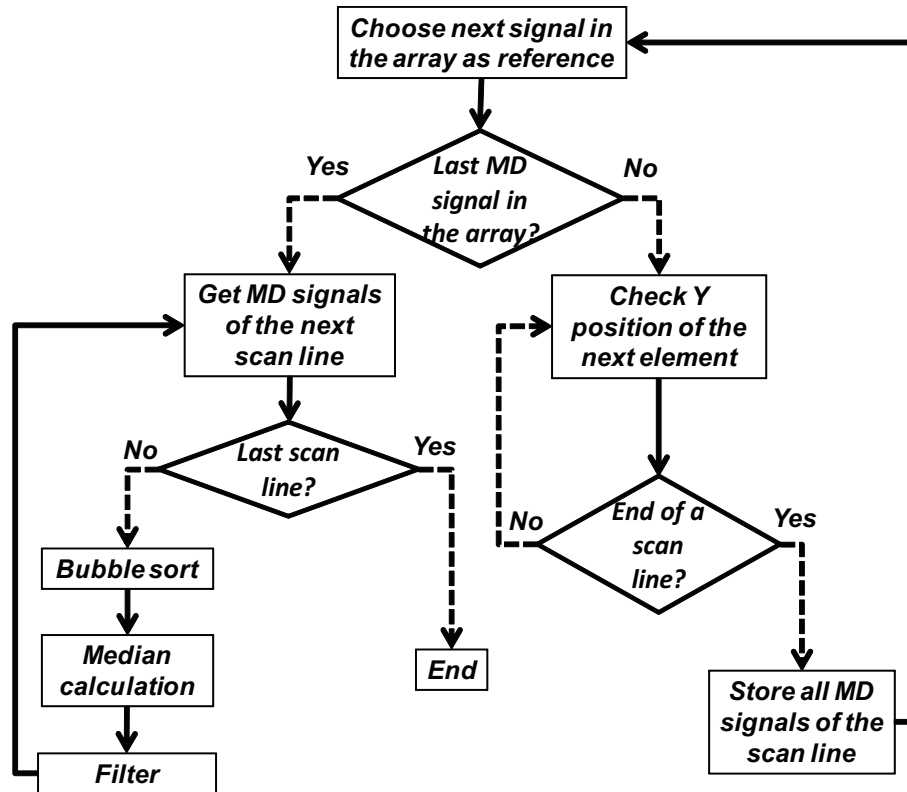 Choose next signal in
the array as reference
Yes
Last MD
signal in
the array?
No
Get MD signals
of the next
scan line
Check Y
position of the
next element
No
Last scan
line?
Yes
No
End of a
scan
line?
Yes
Bubble sort
Median
calculation
End
Store all MD
signals of the
scan line
Filter